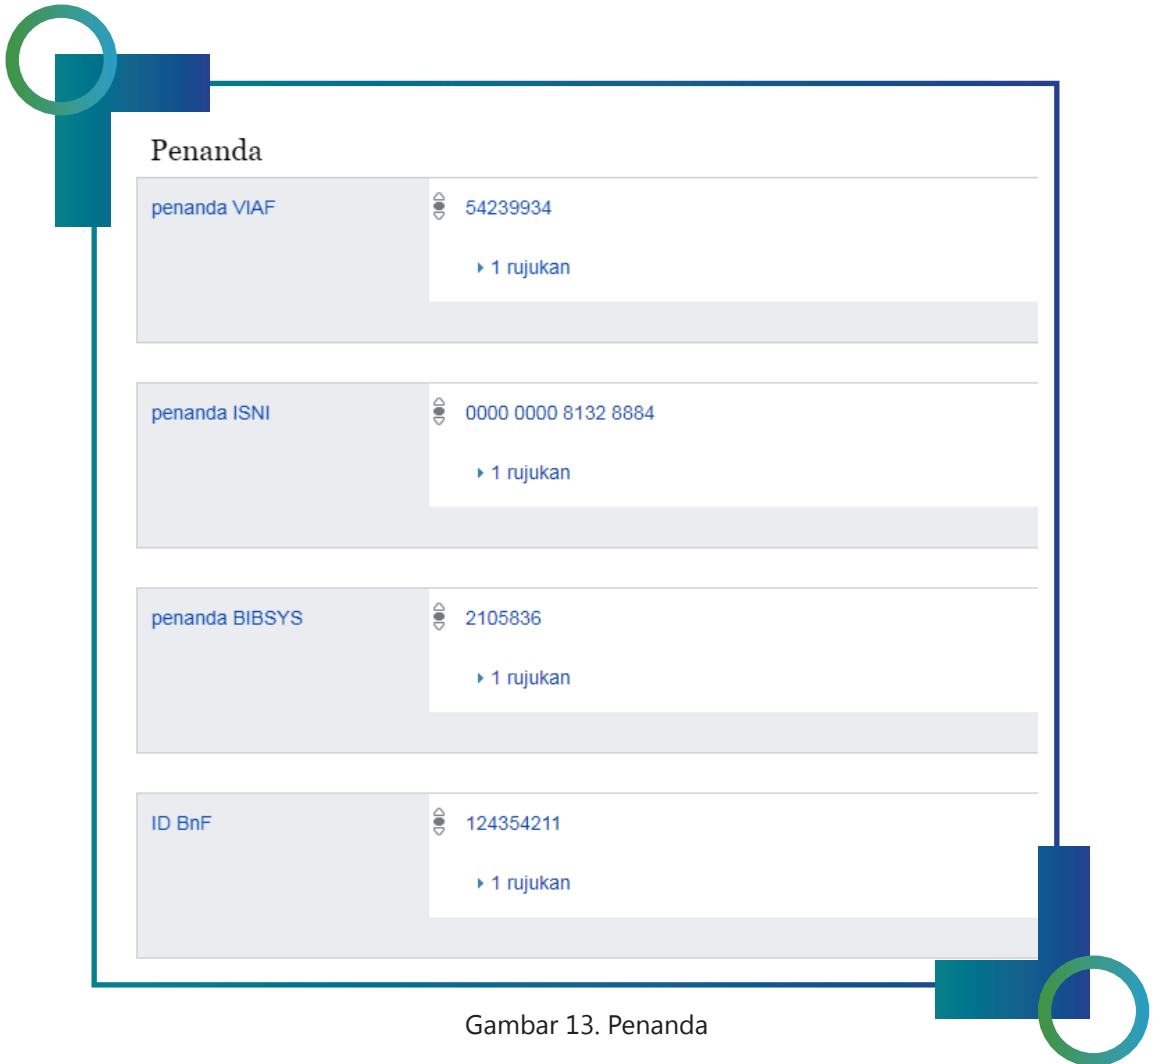 Penanda
penanda VIAF
54239934
1 rujukan
penanda ISNI
0000 0000 8132 8884
1 rujukan
penanda BIBSYS
2105836
1 rujukan
ID BnF
124354211
1 rujukan
Gambar 13. Penanda